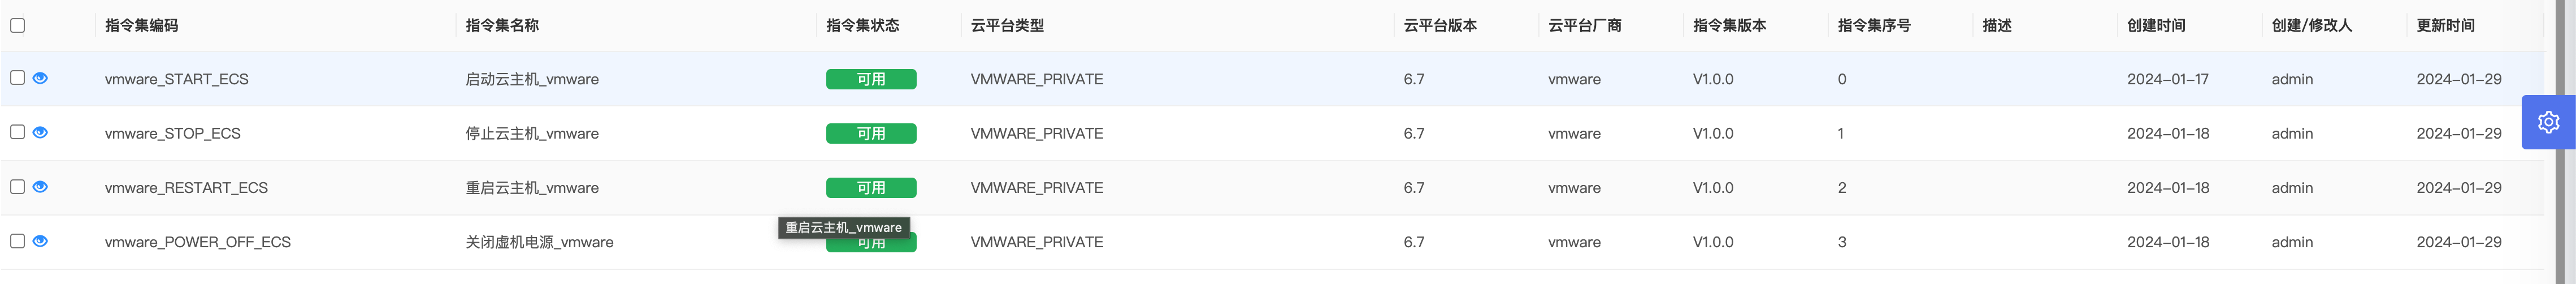 指令集编码 指令集名称 指令集状态 云平台类型 云平台版本 云平台厂商 指令集版本 指令集序号 描述 创建时间 创建/修改人 更新时间
vmware_START_ECS 启动云主机_vmware 可用 VMWARE_PRIVATE 6.7 vmware V1.0.0 0 2024-01-17 admin 2024-01-29
vmware_STOP_ECS 停止云主机_vmware 可用 VMWARE_PRIVATE 6.7 vmware V1.0.0 1 2024-01-18 admin 2024-01-29
vmware_RESTART_ECS 重启云主机_vmware 可用 VMWARE_PRIVATE 6.7 vmware V1.0.0 2 2024-01-18 admin 2024-01-29
重启云主机_vmware
vmware_POWER_OFF_ECS 关闭虚机电源_vmware 可用 VMWARE_PRIVATE 6.7 vmware V1.0.0 3 2024-01-18 admin 2024-01-29